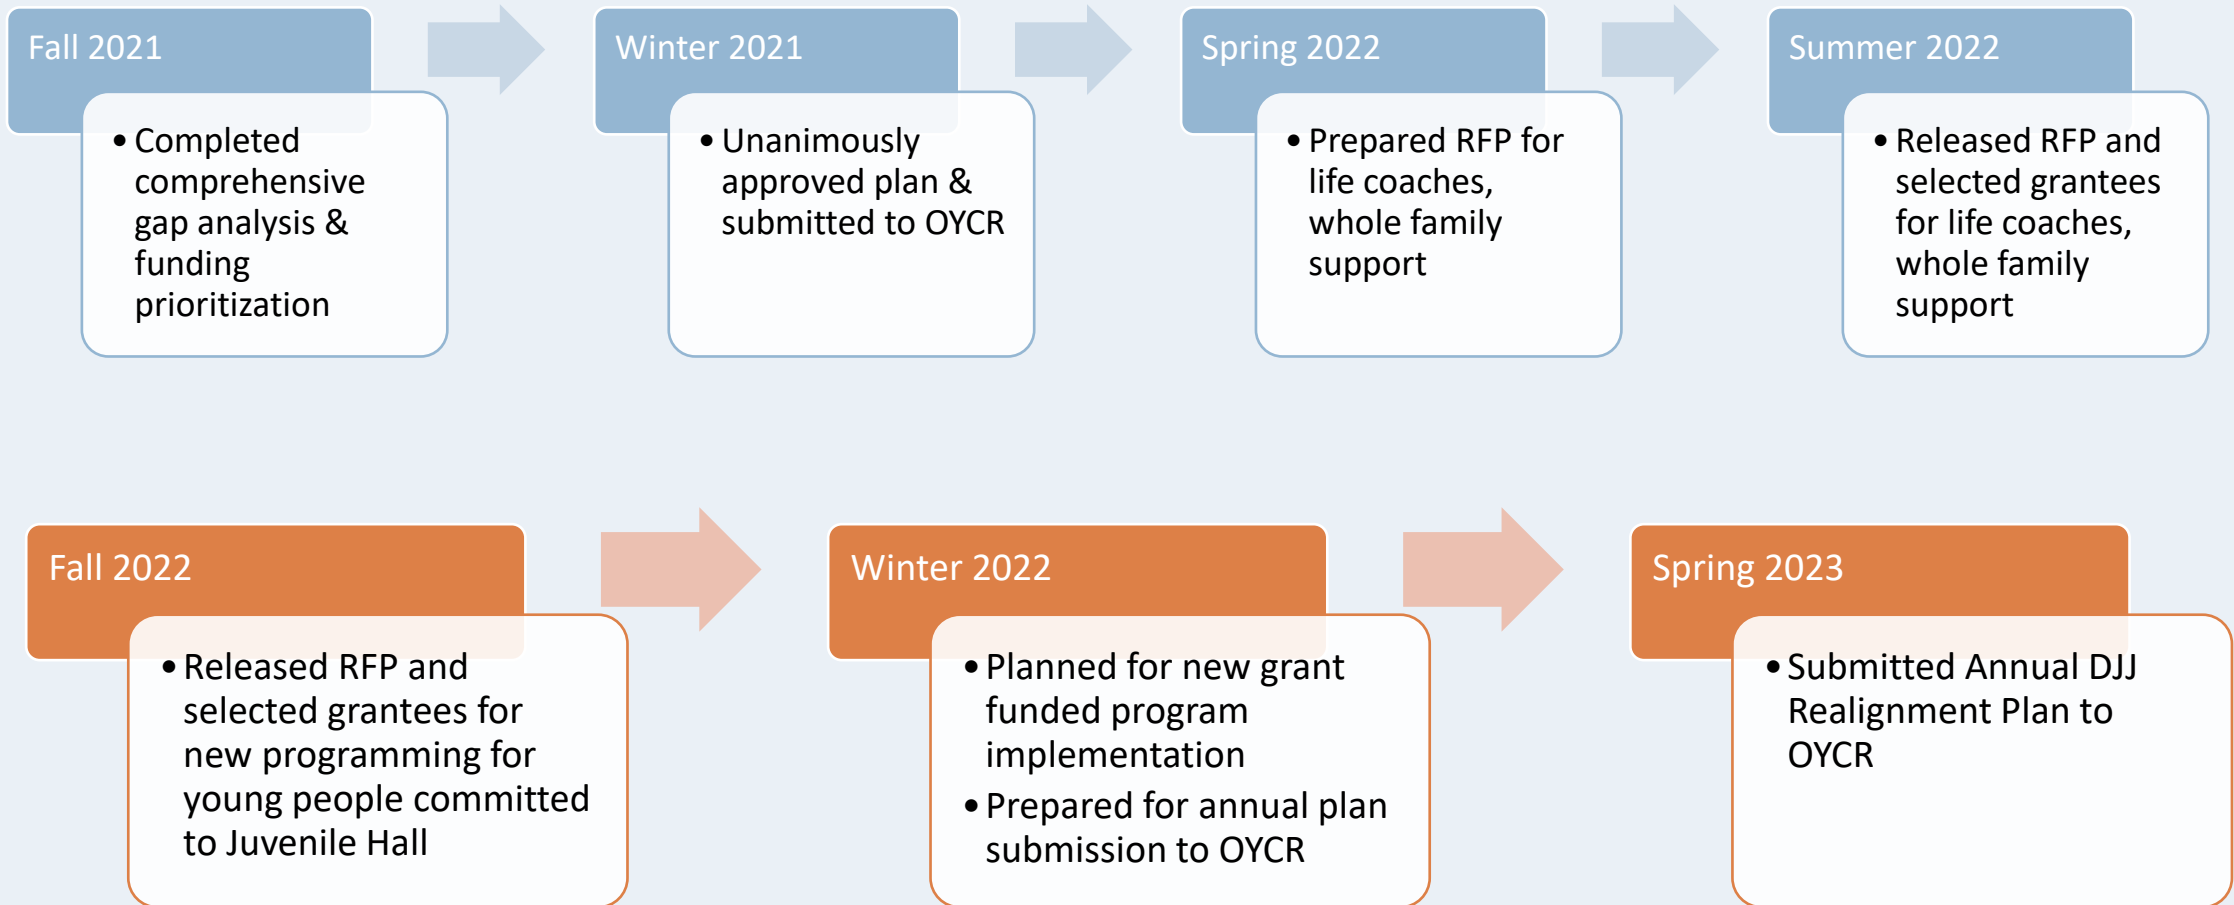 Fall 2021
• Completed
comprehensive
gap analysis &
funding
prioritization
Winter 2021
• Unanimously
approved plan &
submitted to OYCR
Spring 2022
• Prepared RFP for
life coaches,
whole family
support
Summer 2022
• Released RFP and
selected grantees
for life coaches,
whole family
support
Fall 2022
• Released RFP and
selected grantees for
new programming for
young people committed
to Juvenile Hall
Winter 2022
• Planned for new grant
funded program
implementation
• Prepared for annual plan
submission to OYCR
Spring 2023
• Submitted Annual DJJ
Realignment Plan to
OYCR